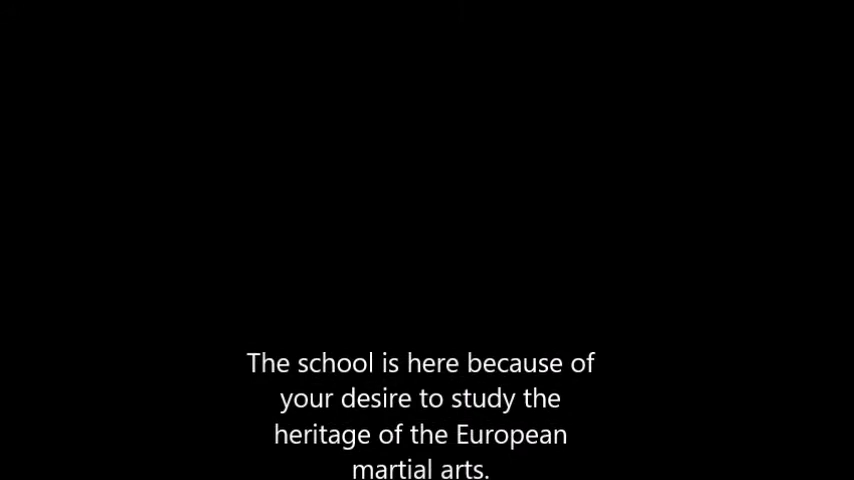 The school is here because of
your desire to study the
heritage of the European
martial arts.